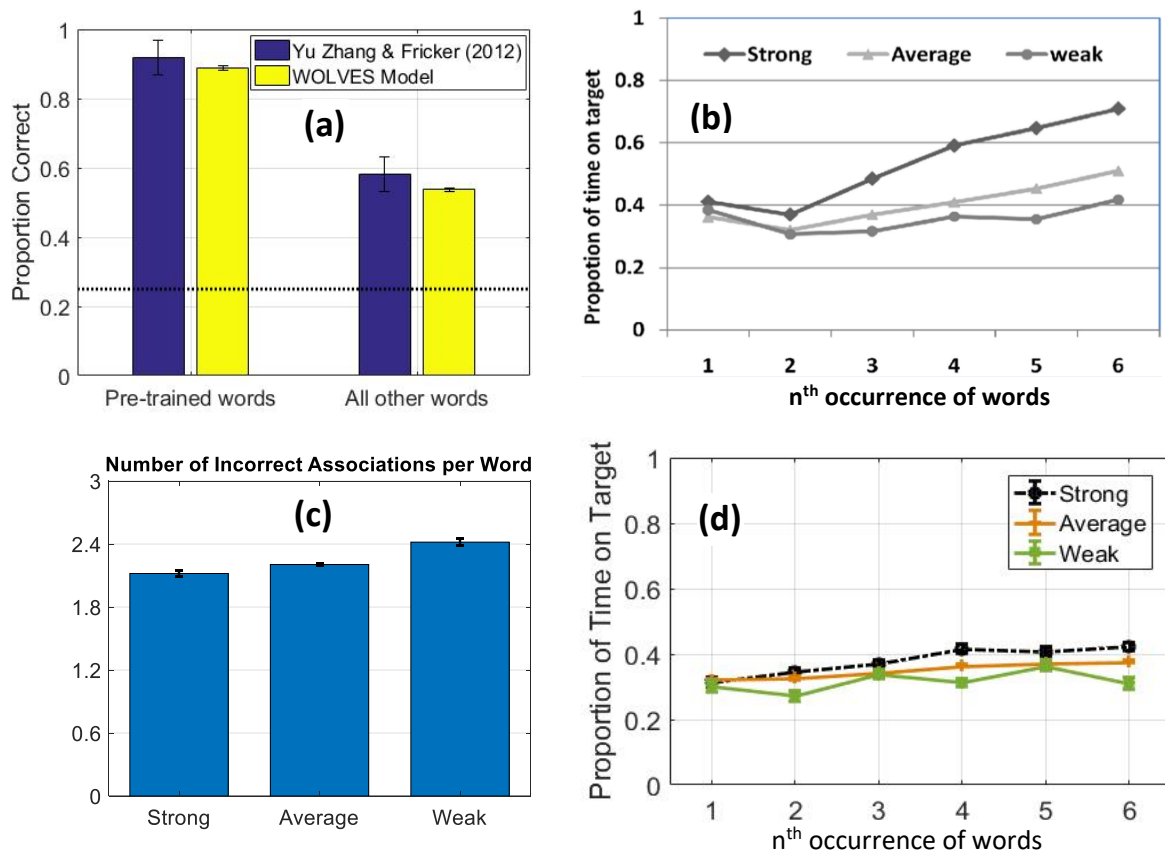 1
0.8
0.6
0.4
0.2
0
Proportion Correct
Yu Zhang & Fricker (2012)
WOLVES Model
(a)
Pre-trained words
All other words
Strong Average weak
(b)
1
0.8
0.6
0.4
0.2
0
Propotion of time on target
1 2 3 4 5 6
nth occurrence of words
Number of Incorrect Associations per Word
(c)
3
2.4
1.8
1.2
0.6
0
Strong Average Weak
Strong
Average
Weak
(d)
1
0.8
0.6
0.4
0.2
0
Proportion of Time on Target
1 2 3 4 5 6
nth occurrence of words